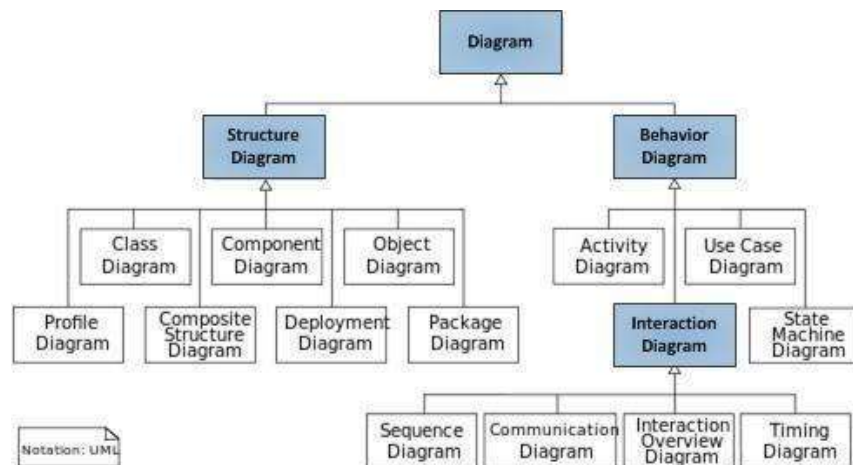 Diagram
Structure
Diagram
Behavior
Diagram
Class
Diagram
Component
Diagram
Object
Diagram
Activity
Diagram
Use Case
Diagram
Profile
Diagram
Composite
Structure
Diagram
Deployment
Diagram
Package
Diagram
Interaction
Diagram
State
Machine
Diagram
Sequence
Diagram
Communication
Diagram
Interaction
Overview
Diagram
Timing
Diagram
Notation: UML